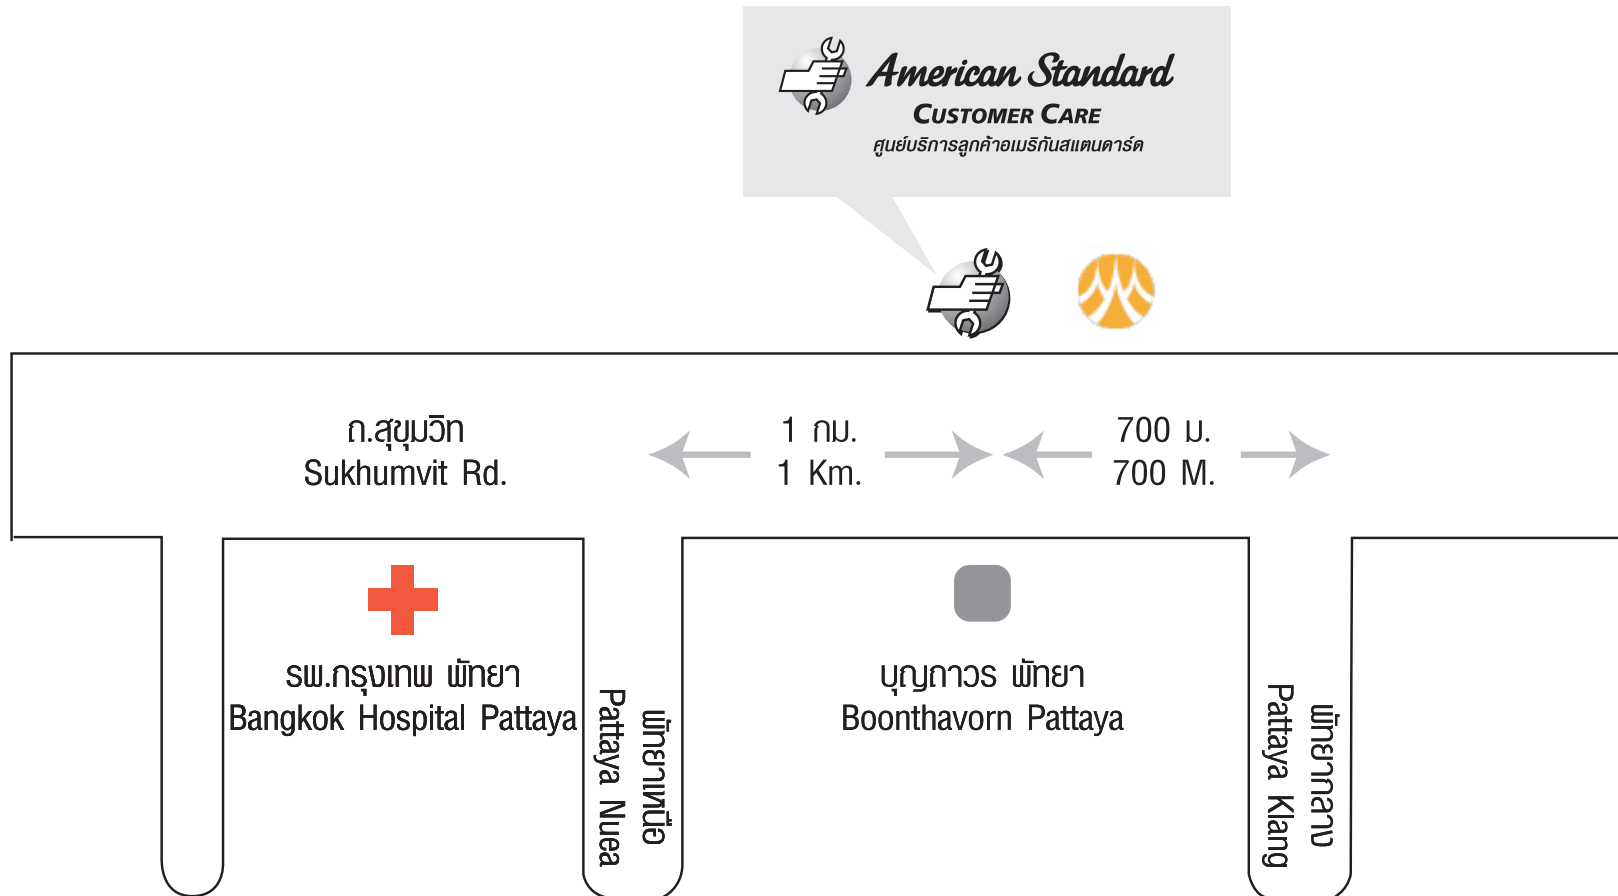 American Standard
CUSTOMER CARE
ศูนย์บริการลูกค้าอเมริกันสแตนดาร์ด
ถ.สุขุมวิท
Sukhumvit Rd.
1 กม.
1 Km.
700 ม.
700 M.
รพ.กรุงเทพ พัทยา
Bangkok Hospital Pattaya
พัทยาเหนือ
Pattaya Nuea
บุญถาวร พัทยา
Boonthavorn Pattaya
พัทยากลาง
Pattaya Klang